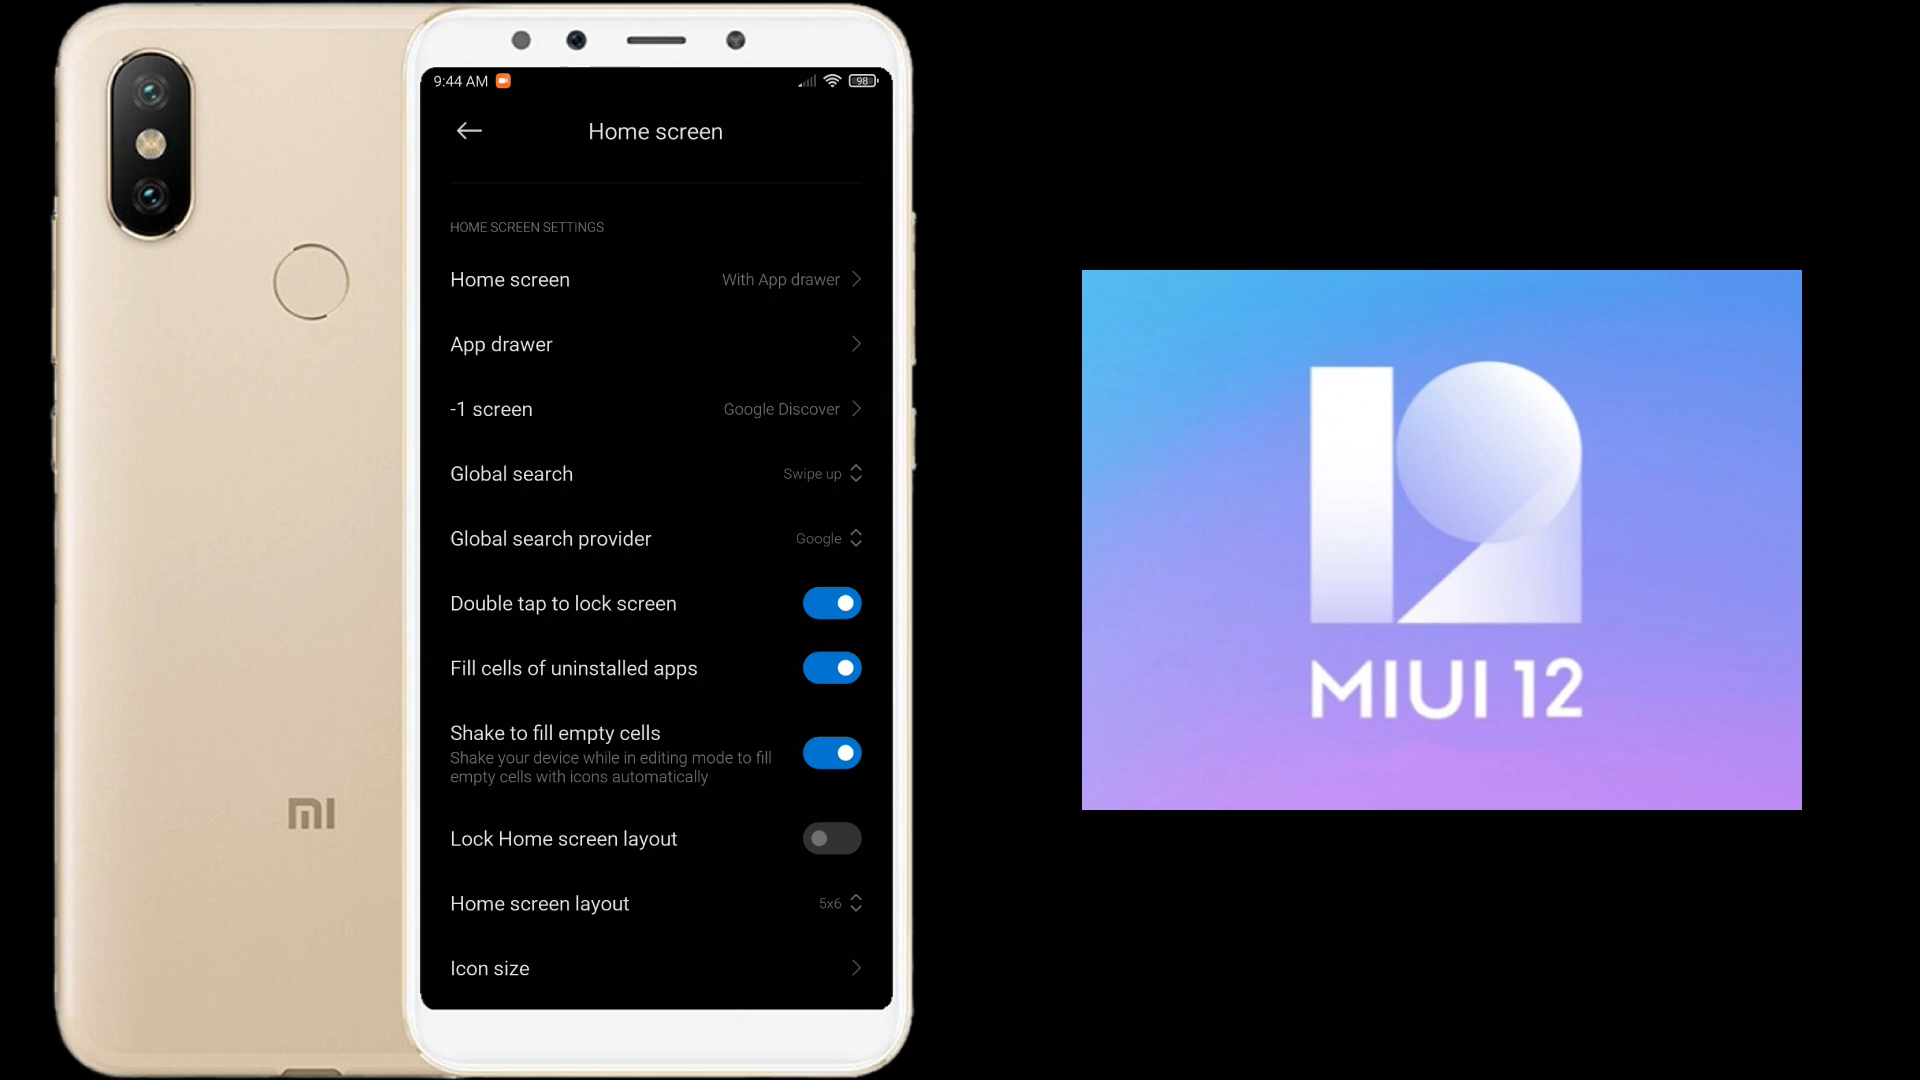 9:44 AM
98
Home screen
HOME SCREEN SETTINGS
Home screen
With App drawer
App drawer
-1 screen
Google Discover
Global search
Swipe up
Global search provider
Google
Double tap to lock screen
Fill cells of uninstalled apps
Shake to fill empty cells
Shake your device while in editing mode to fill
empty cells with icons automatically
Lock Home screen layout
Home screen layout
5x6
Icon size
MI
12
MIUI 12